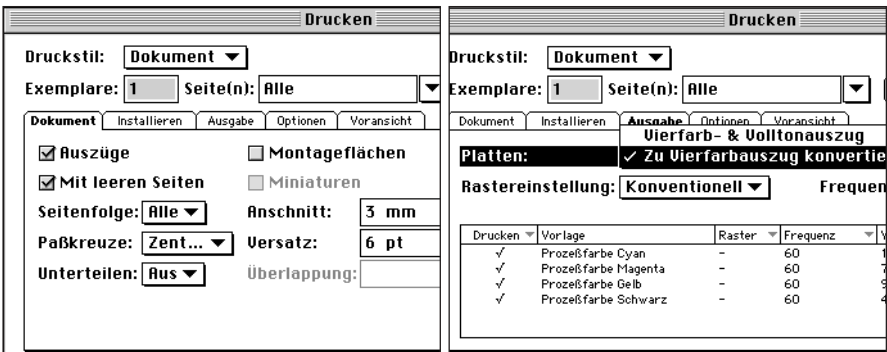 Drucken
Druckstil: Dokument
Exemplare: 1 Seite(n): Alle
Dokument Installieren Ausgabe Optionen Voransicht
Auszüge Montageflächen
Mit leeren Seiten Miniaturen
Seitenfolge: Alle Anschnitt: 3 mm
Paßkreuze: Zent... Versatz: 6 pt
Unterteilen: Aus Überlappung:
Drucken
Druckstil: Dokument
Exemplare: 1 Seite(n): Alle
Dokument Installieren Ausgabe Optionen Voransicht
Vierfarb- & Volltonauszug
Platten: ✓ Zu Vierfarbauszug konvertie
Rastereinstellung: Konventionell Frequen
Drucken Vorlage Raster Frequenz
✓ Prozeßfarbe Cyan - 60
✓ Prozeßfarbe Magenta - 60
✓ Prozeßfarbe Gelb - 60
✓ Prozeßfarbe Schwarz - 60